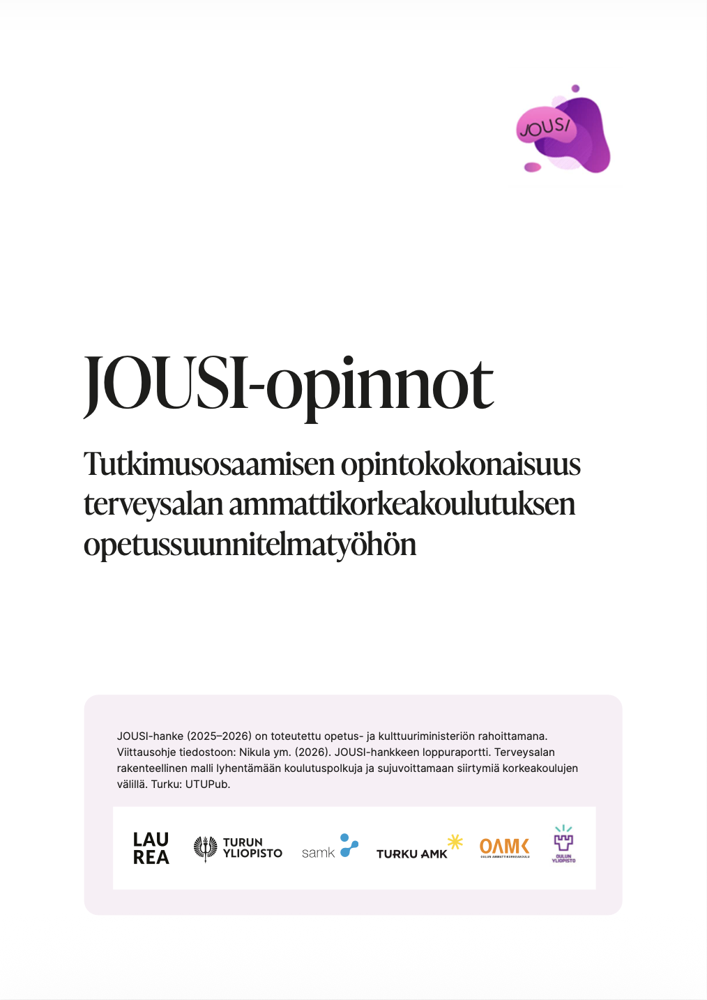 JOUSI
JOUSI-opinnot
Tutkimusosaamisen opintokokonaisuus
terveysalan ammattikorkeakoulutuksen
opetussuunnitelmatyöhön
JOUSI-hanke (2025–2026) on toteutettu opetus- ja kulttuuriministeriön rahoittamana.
Viittausohje tiedostoon: Nikula ym. (2026). JOUSI-hankkeen loppuraportti. Terveysalan
rakenteellinen malli lyhentämään koulutuspolkuja ja sujuvoittamaan siirtymiä korkeakoulujen
välillä. Turku: UTUPub.
LAU
REA
TURUN
YLIOPISTO
samk
TURKU AMK
OAMK
OULUN AMMATTIKORKEAKOULU
OULUN
YLIOPISTO